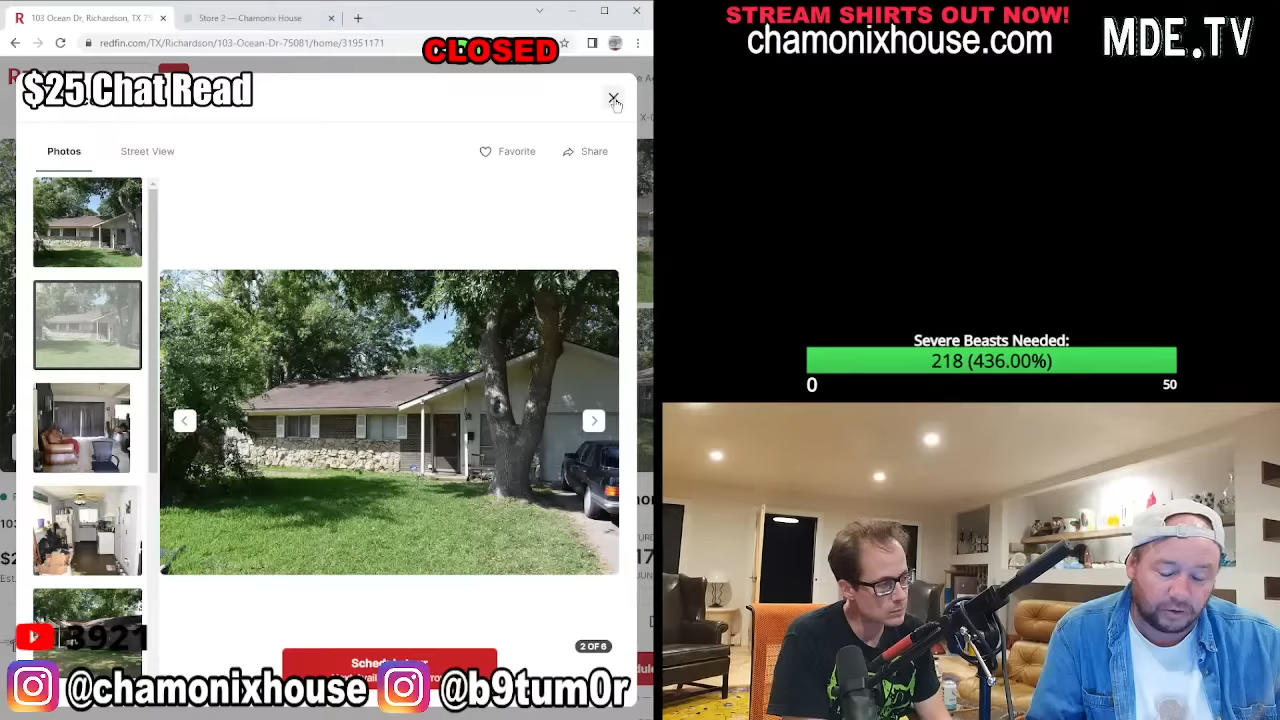 103 Ocean Dr, Richardson, TX 75
Store 2 — Chamonix House
redfin.com/TX/Richardson/103-Ocean-Dr-75081/home/31951171
CLOSED
$25 Chat Read
Photos
Street View
Favorite
Share
2 OF 6
3921
@chamonixhouse
@b9tum0r
STREAM SHIRTS OUT NOW!
chamonixhouse.com
MDE.TV
Severe Beasts Needed:
218 (436.00%)
0
50